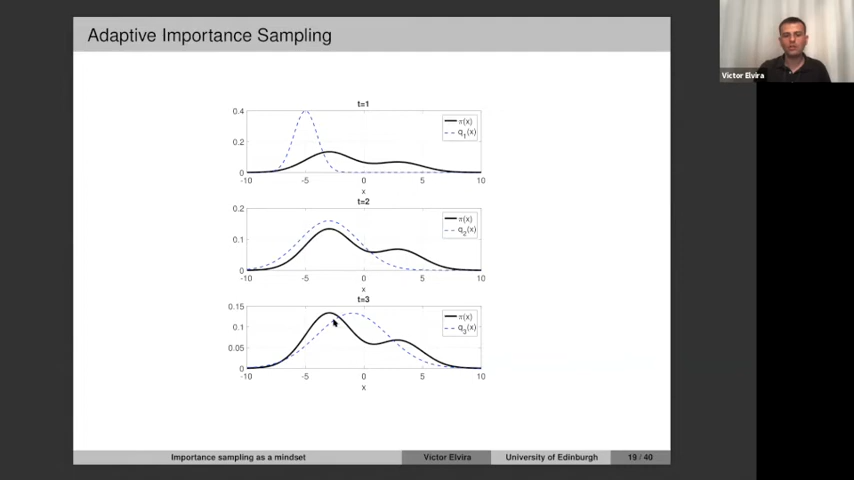 Adaptive Importance Sampling
Victor Elvira
t=1
0.4
0.2
0
π(x)
q1(x)
-10 -5 0 5 10
x
t=2
0.2
0.1
0
π(x)
q2(x)
-10 -5 0 5 10
x
t=3
0.15
0.1
0.05
0
π(x)
q3(x)
-10 -5 0 5 10
x
Importance sampling as a mindset Victor Elvira University of Edinburgh 19 / 40